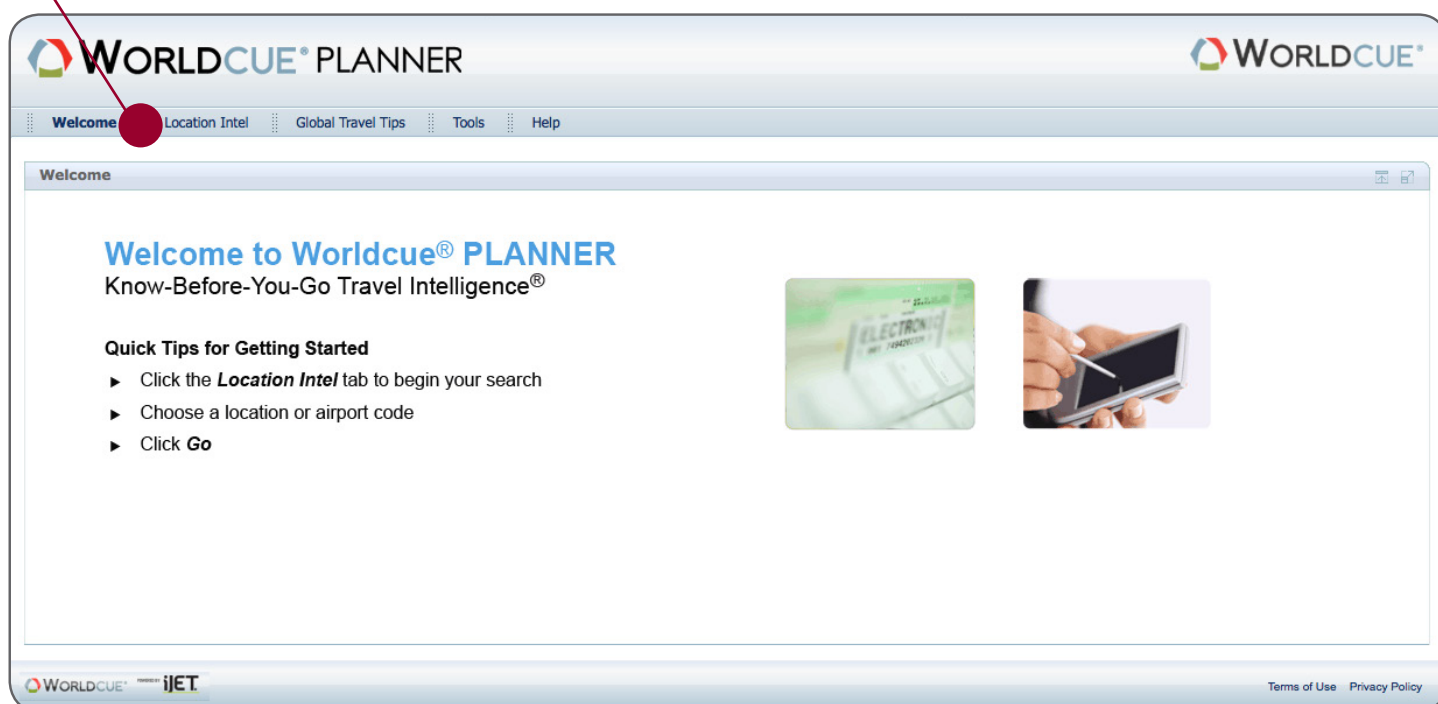 WORLDCUE® PLANNER
WORLDCUE®
Welcome Location Intel Global Travel Tips Tools Help
Welcome
Welcome to Worldcue® PLANNER
Know-Before-You-Go Travel Intelligence®
ELECTRONIC
Quick Tips for Getting Started
► Click the Location Intel tab to begin your search
► Choose a location or airport code
► Click Go
WORLDCUE® POWERED BY iJET
Terms of Use Privacy Policy